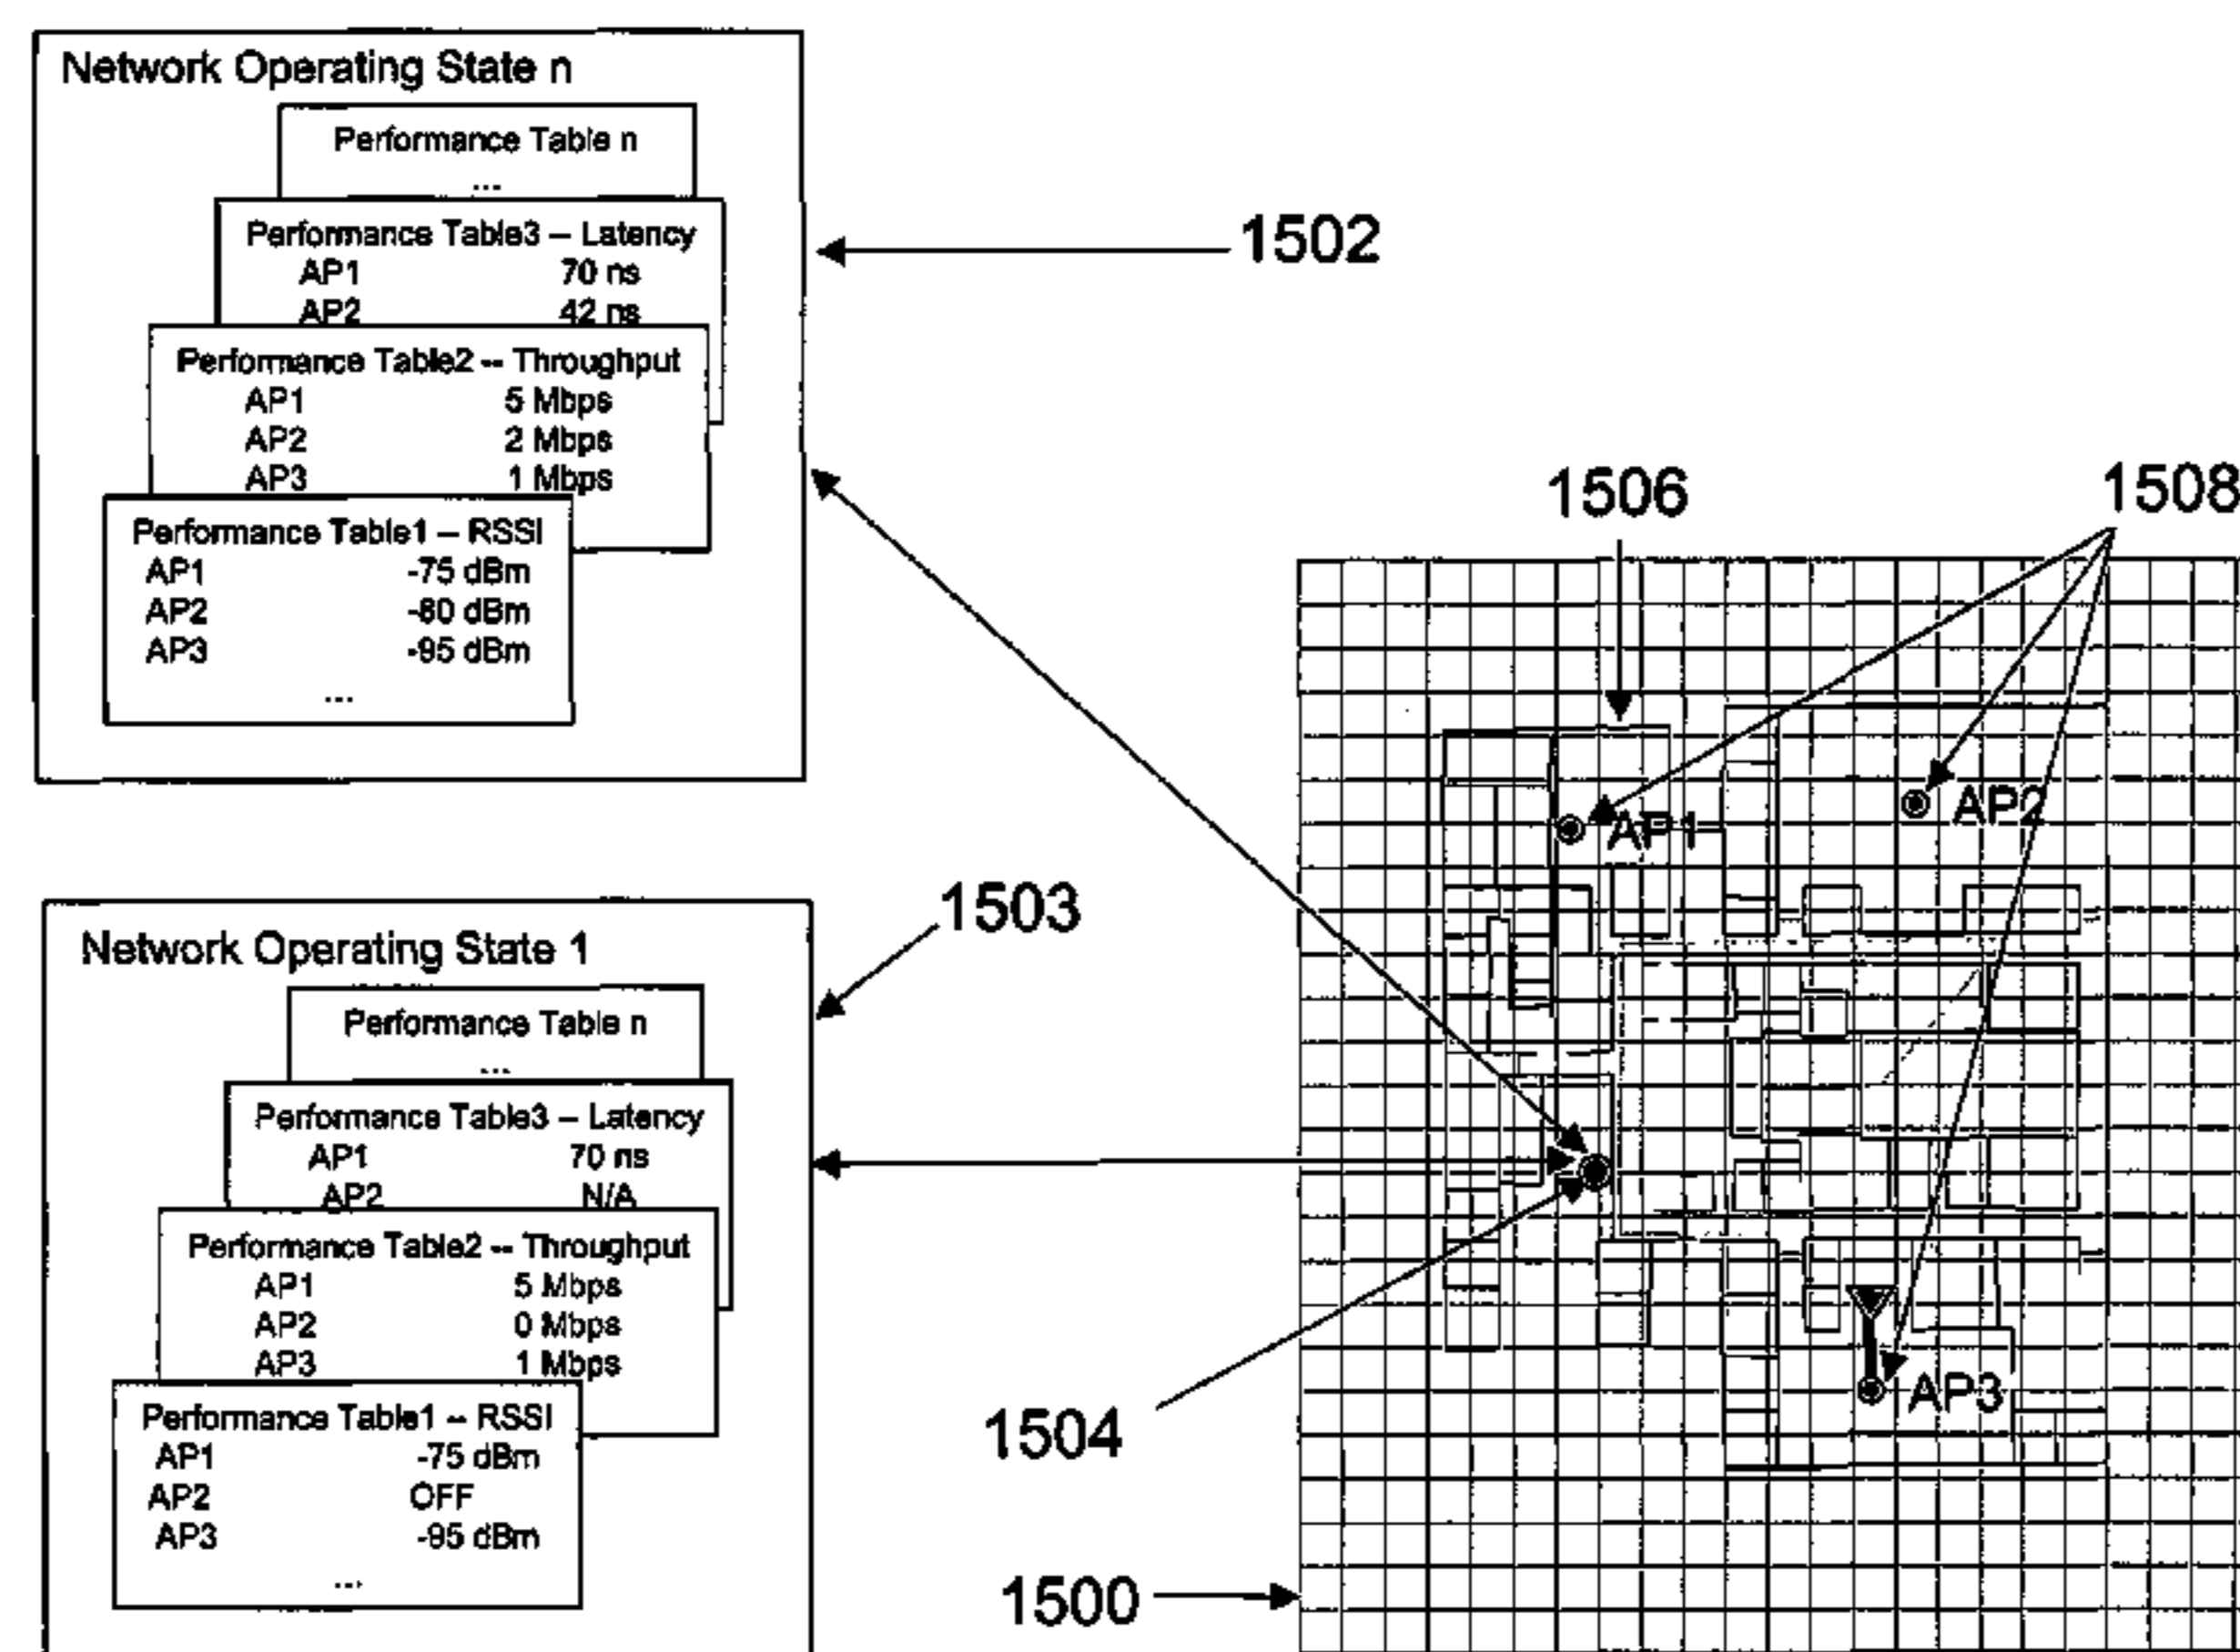 Network Operating State n
Performance Table n
...
Performance Table3 – Latency
AP1 70 ns
AP2 42 ns
Performance Table2 -- Throughput
AP1 5 Mbps
AP2 2 Mbps
AP3 1 Mbps
Performance Table1 – RSSI
AP1 -75 dBm
AP2 -80 dBm
AP3 -95 dBm
...
1502
1506
1508
AP1
AP2
Network Operating State 1
1503
Performance Table n
...
Performance Table3 – Latency
AP1 70 ns
AP2 N/A
Performance Table2 -- Throughput
AP1 5 Mbps
AP2 0 Mbps
AP3 1 Mbps
Performance Table1 – RSSI
AP1 -75 dBm
AP2 OFF
AP3 -95 dBm
...
1504
AP3
1500